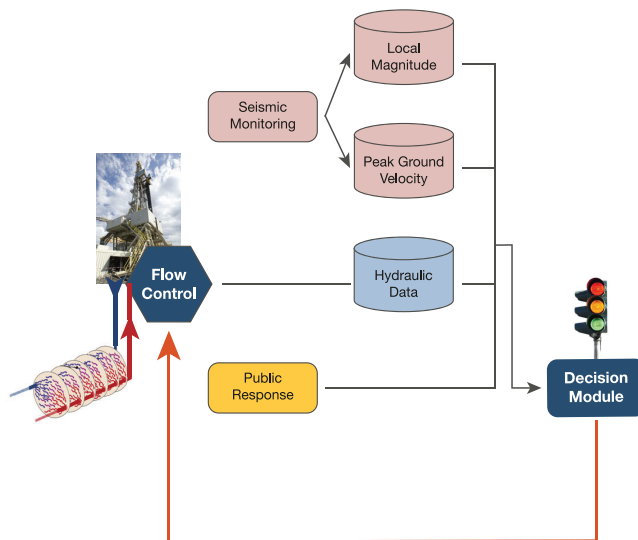 Local
Magnitude
Seismic
Monitoring
Peak Ground
Velocity
Flow
Control
Hydraulic
Data
Public
Response
Decision
Module